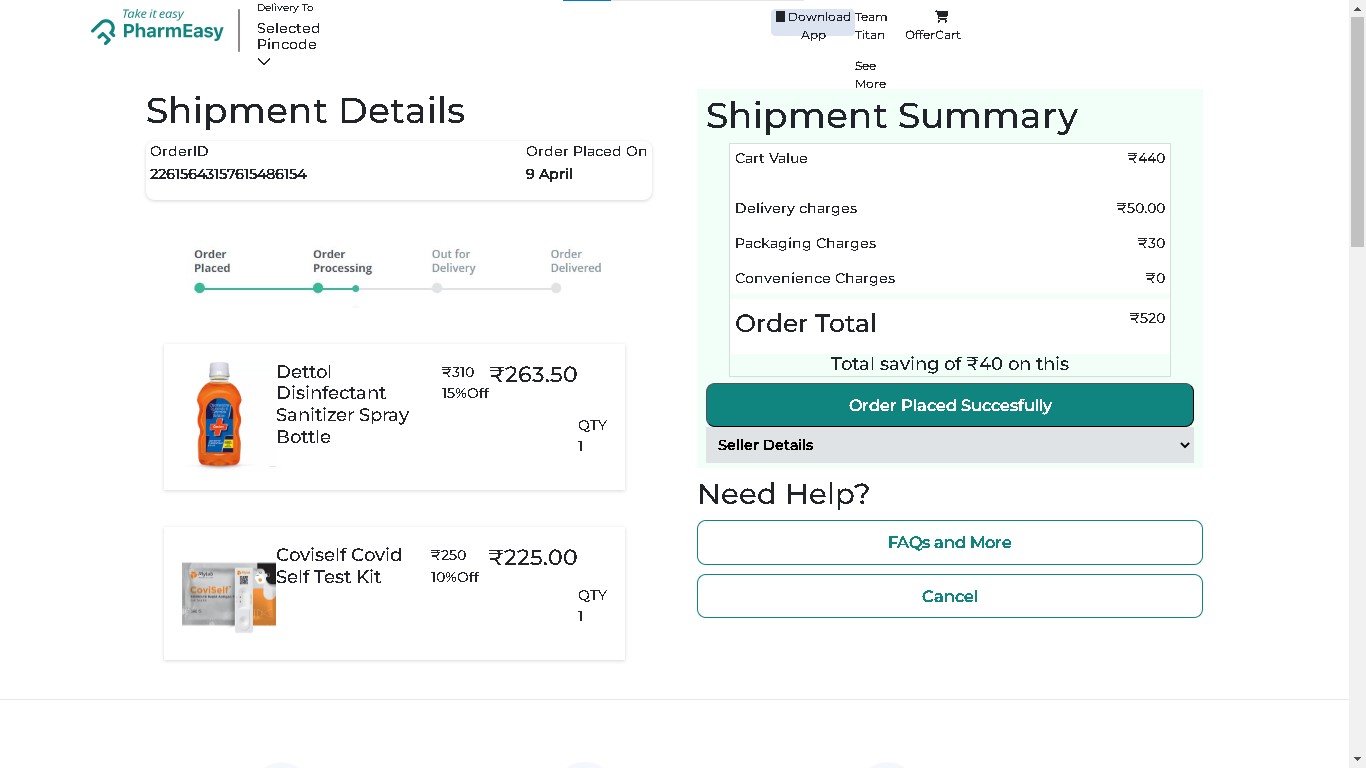 Take it easy
PharmEasy
Delivery To
Selected
Pincode
Download
App
Team
Titan
See
More
Offer
Cart
Shipment Details
OrderID
22615643157615486154
Order Placed On
9 April
Order
Placed
Order
Processing
Out for
Delivery
Order
Delivered
Dettol
Disinfectant
Sanitizer Spray
Bottle
₹310
15%Off
₹263.50
QTY
1
Coviself Covid
Self Test Kit
₹250
10%Off
₹225.00
QTY
1
Mylab
CoviSelf
Shipment Summary
Cart Value ₹440
Delivery charges ₹50.00
Packaging Charges ₹30
Convenience Charges ₹0
Order Total ₹520
Total saving of ₹40 on this
Order Placed Succesfully
Seller Details
Need Help?
FAQs and More
Cancel